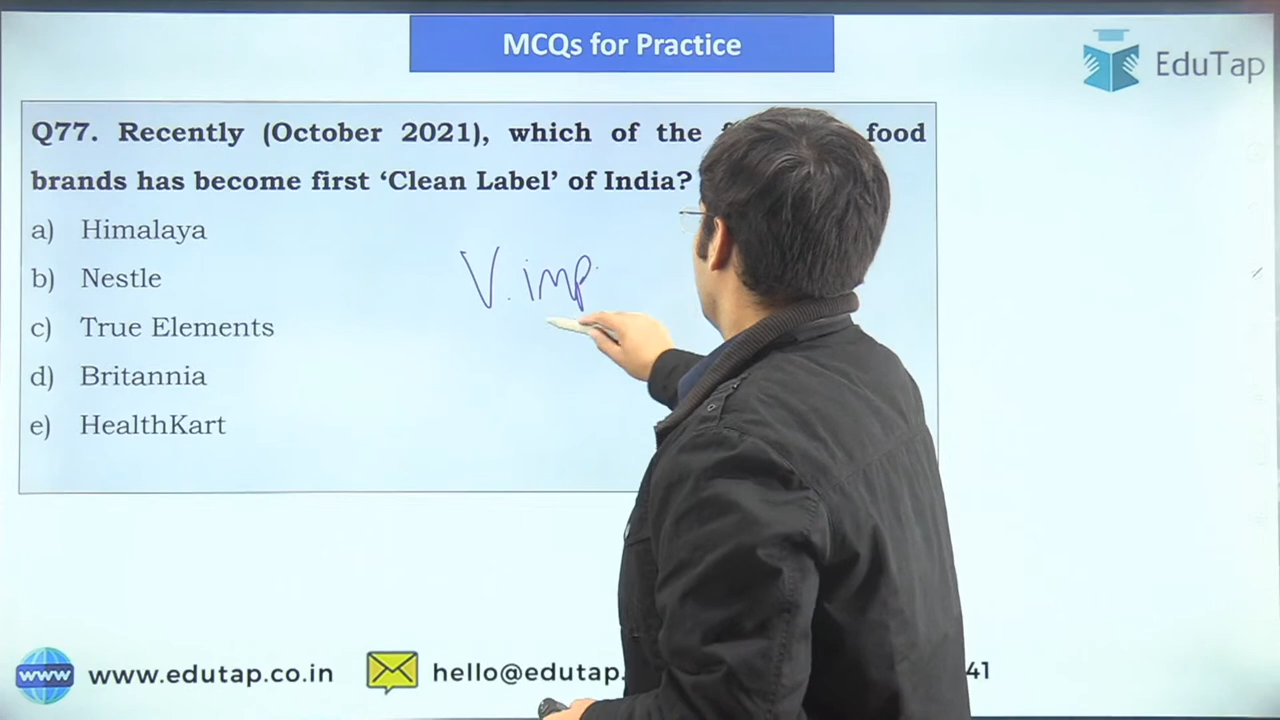 MCQs for Practice
EduTap
Q77. Recently (October 2021), which of the food
brands has become first ‘Clean Label’ of India?
a) Himalaya
V. imp.
b) Nestle
c) True Elements
d) Britannia
e) HealthKart
www
www.edutap.co.in
hello@edutap.
41